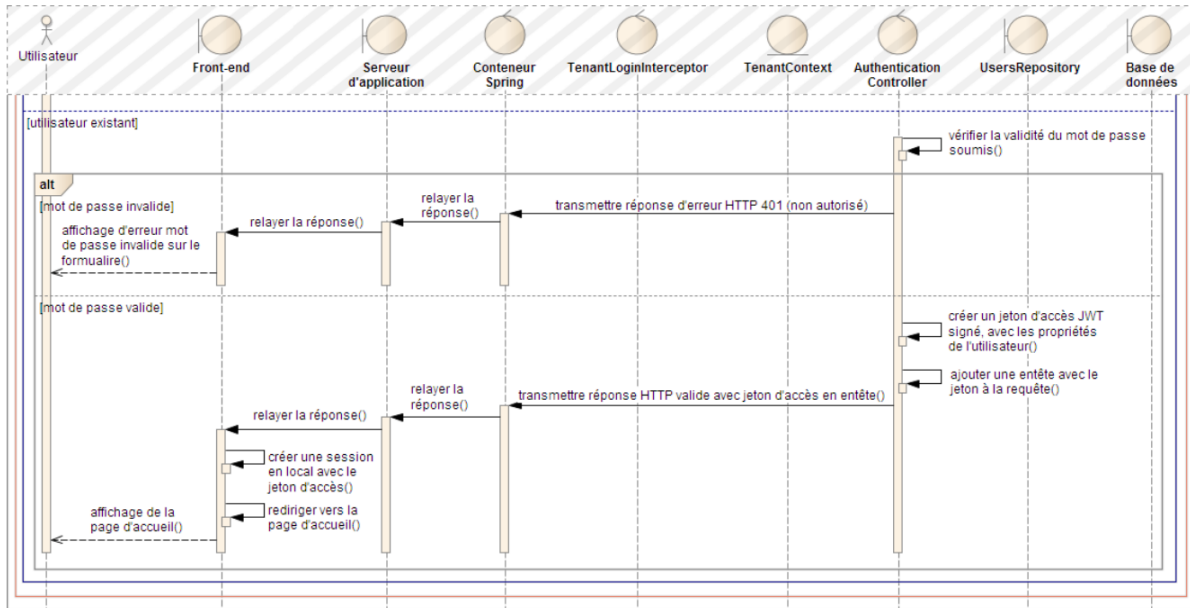 Utilisateur
Front-end
Serveur
d'application
Conteneur
Spring
TenantLoginInterceptor
TenantContext
Authentication
Controller
UsersRepository
Base de
données
[utilisateur existant]
vérifier la validité du mot de passe
soumis()
alt
[mot de passe invalide]
transmettre réponse d'erreur HTTP 401 (non autorisé)
relayer la
réponse()
relayer la réponse()
affichage d'erreur mot
de passe invalide sur le
formualire()
[mot de passe valide]
créer un jeton d'accès JWT
signé, avec les propriétés
de l'utilisateur()
ajouter une entête avec le
jeton à la requête()
transmettre réponse HTTP valide avec jeton d'accès en entête()
relayer la
réponse()
relayer la réponse()
créer une session
en local avec le
jeton d'accès()
rediriger vers la
page d'accueil()
affichage de la
page d'accueil()